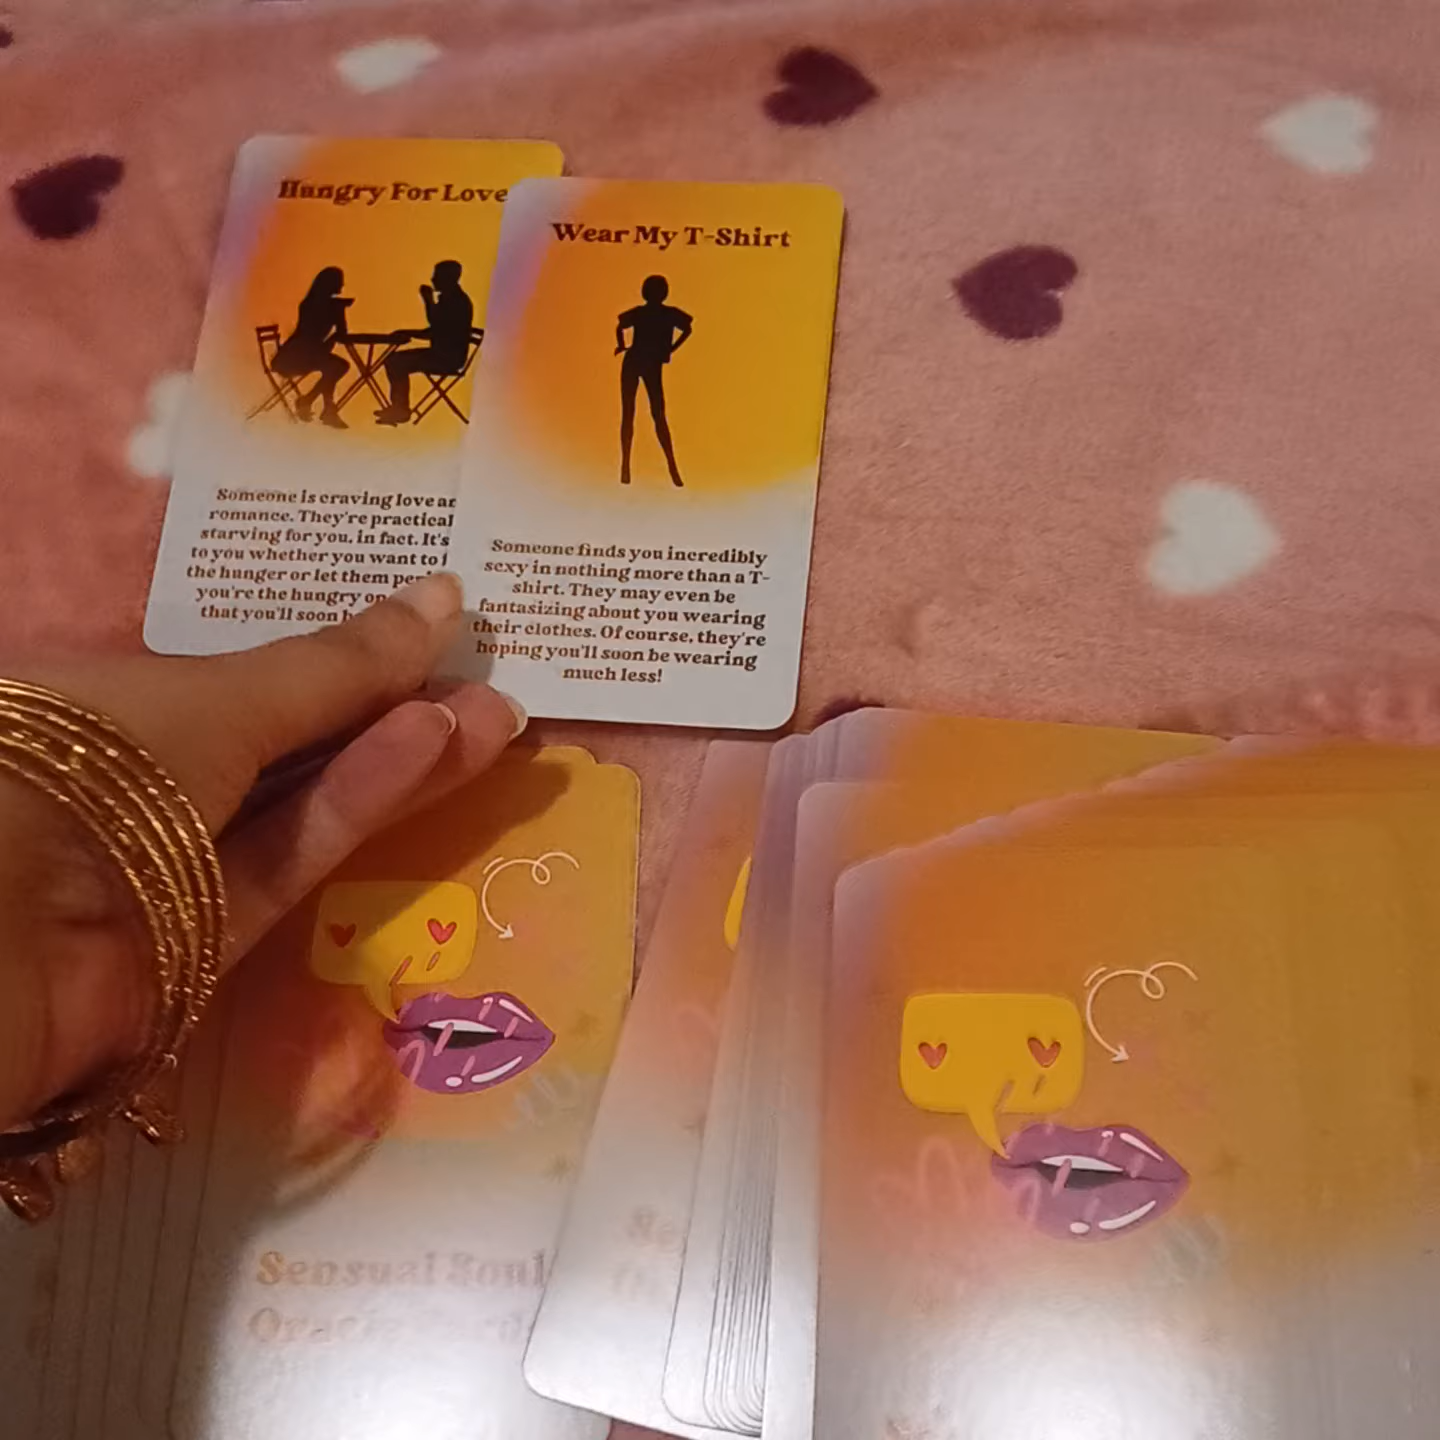 Hungry For Love
Someone is craving love
romance. They're
starving for you, in fact. It's
to you whether you want to
the hunger or let them
you're the hungry
that you'll soon
Wear My T-Shirt
Someone finds you incredibly
sexy in nothing more than a T-
shirt. They may even be
fantasizing about you wearing
their clothes. Of course, they're
hoping you'll soon be wearing
much less!
Sensual Soul
Oracle